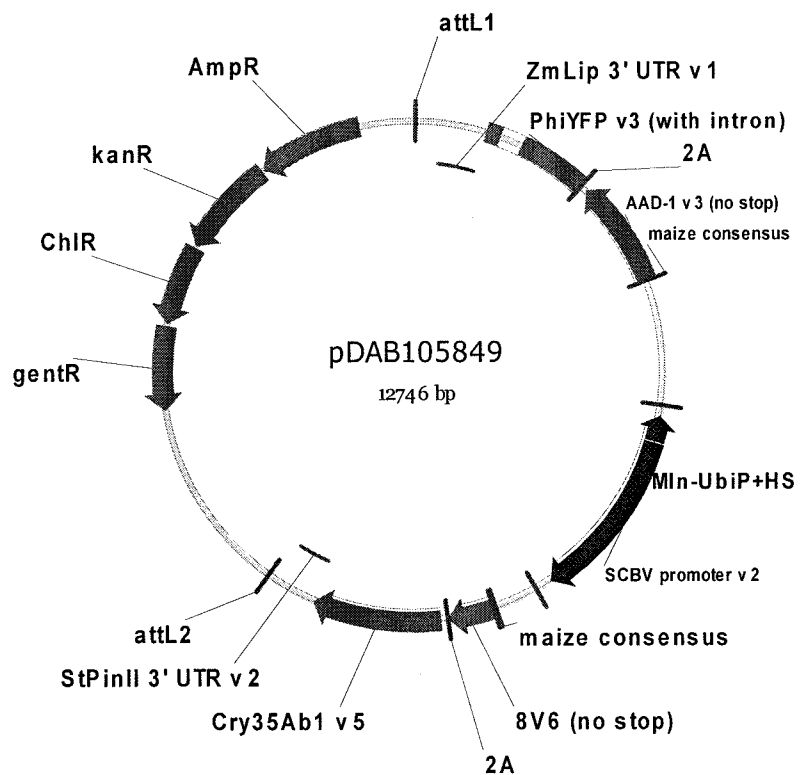 attL1
AmpR
ZmLip 3' UTR v 1
PhiYFP v3 (with intron)
2A
kanR
AAD-1 v 3 (no stop)
maize consensus
ChlR
pDAB105849
12746 bp
gentR
MIn-UbiP+HS
SCBV promoter v 2
attL2
maize consensus
StPinII 3' UTR v 2
Cry35Ab1 v 5
8V6 (no stop)
2A